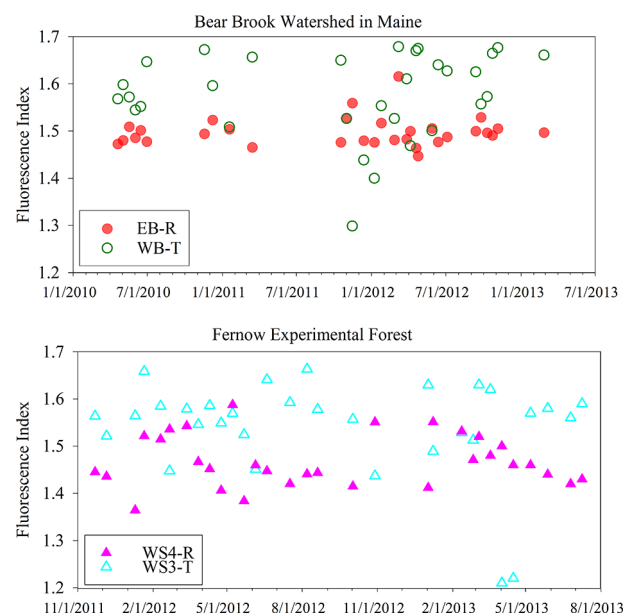 Bear Brook Watershed in Maine
1.7
1.6
1.5
1.4
1.3
1.2
Fluorescence Index
EB-R
WB-T
1/1/2010 7/1/2010 1/1/2011 7/1/2011 1/1/2012 7/1/2012 1/1/2013 7/1/2013
Fernow Experimental Forest
1.7
1.6
1.5
1.4
1.3
1.2
Fluorescence Index
WS4-R
WS3-T
11/1/2011 2/1/2012 5/1/2012 8/1/2012 11/1/2012 2/1/2013 5/1/2013 8/1/2013